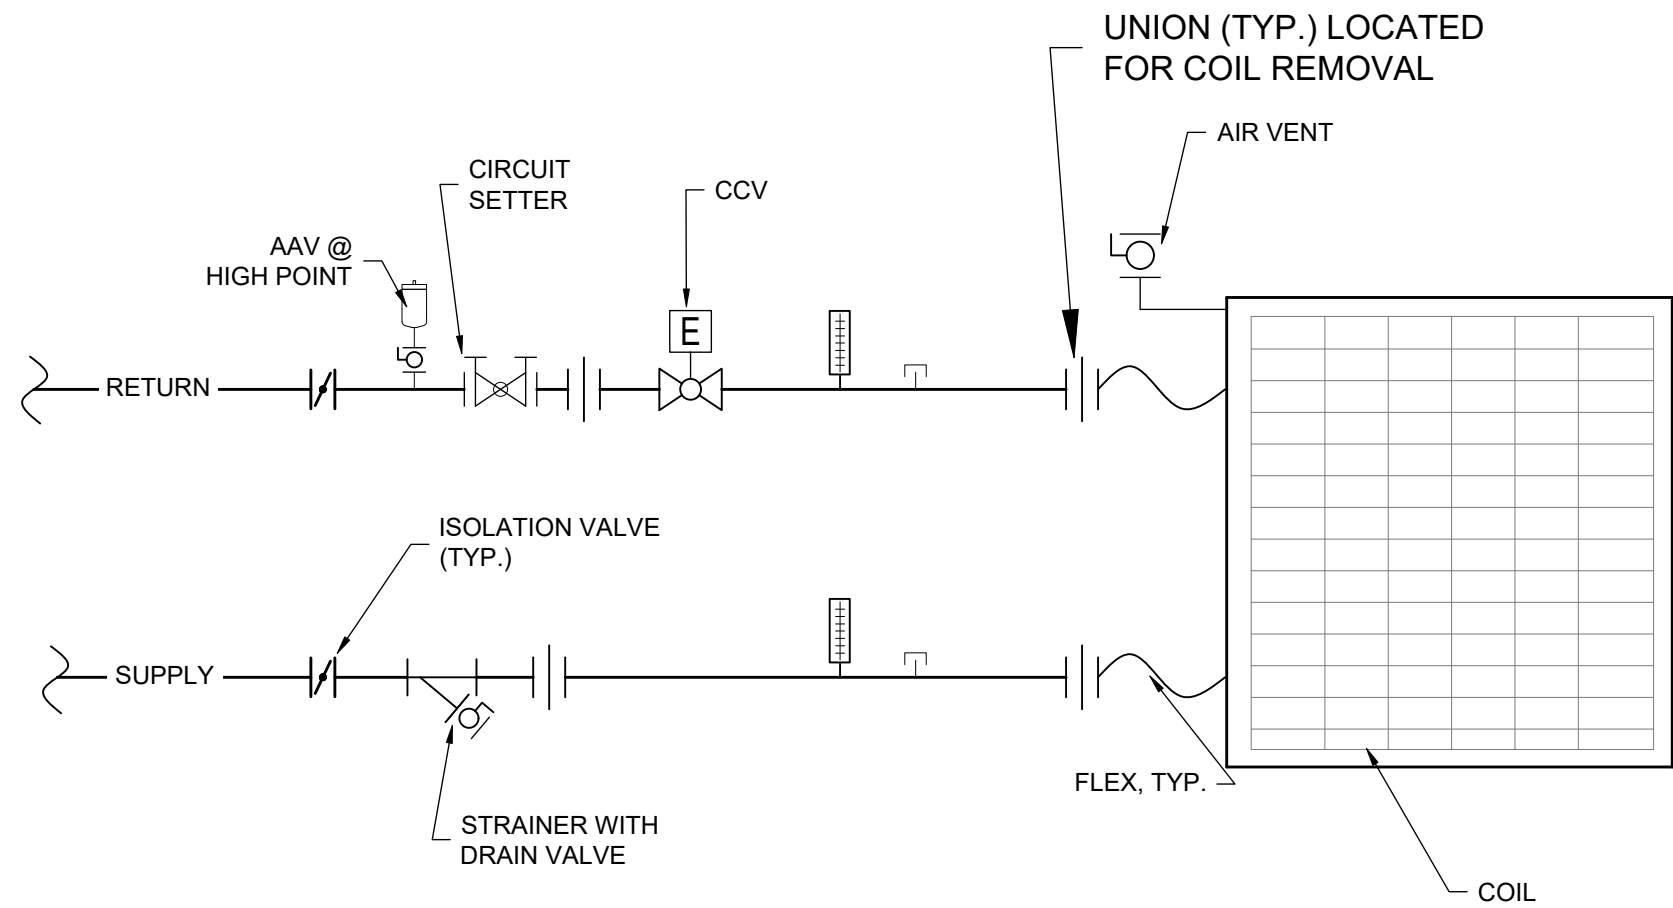 UNION (TYP.) LOCATED
FOR COIL REMOVAL
AIR VENT
CIRCUIT
SETTER
CCV
AAV @
HIGH POINT
E
RETURN
ISOLATION VALVE
(TYP.)
SUPPLY
FLEX, TYP.
STRAINER WITH
DRAIN VALVE
COIL